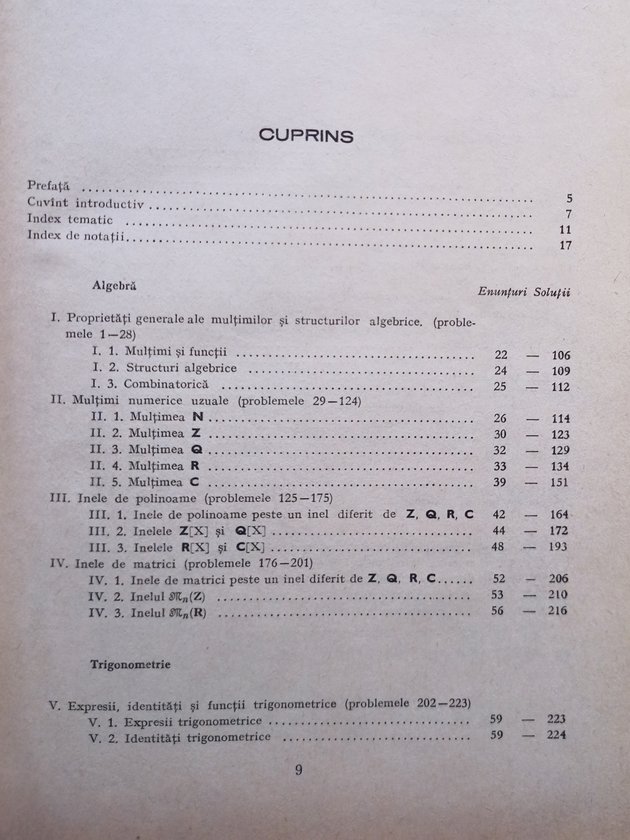 CUPRINS
Prefață ........ 5
Cuvînt introductiv ........ 7
Index tematic ........ 11
Index de notații ........ 17
Algebră
Enunțuri Soluții
I. Proprietăți generale ale mulțimilor și structurilor algebrice. (proble-
mele 1—28)
I. 1. Mulțimi și funcții ........ 22 — 106
I. 2. Structuri algebrice ........ 24 — 109
I. 3. Combinatorică ........ 25 — 112
II. Mulțimi numerice uzuale (problemele 29—124)
II. 1. Mulțimea N ........ 26 — 114
II. 2. Mulțimea Z ........ 30 — 123
II. 3. Mulțimea Q ........ 32 — 129
II. 4. Mulțimea R ........ 33 — 134
II. 5. Mulțimea C ........ 39 — 151
III. Inele de polinoame (problemele 125—175)
III. 1. Inele de polinoame peste un inel diferit de Z, Q, R, C 42 — 164
III. 2. Inelele Z[X] și Q[X] ........ 44 — 172
III. 3. Inelele R[X] și C[X] ........ 48 — 193
IV. Inele de matrici (problemele 176—201)
IV. 1. Inele de matrici peste un inel diferit de Z, Q, R, C ...... 52 — 206
IV. 2. Inelul 𝔐n(Z) ........ 53 — 210
IV. 3. Inelul 𝔐n(R) ........ 56 — 216
Trigonometrie
V. Expresii, identități și funcții trigonometrice (problemele 202—223)
V. 1. Expresii trigonometrice ........ 59 — 223
V. 2. Identități trigonometrice ........ 59 — 224
9